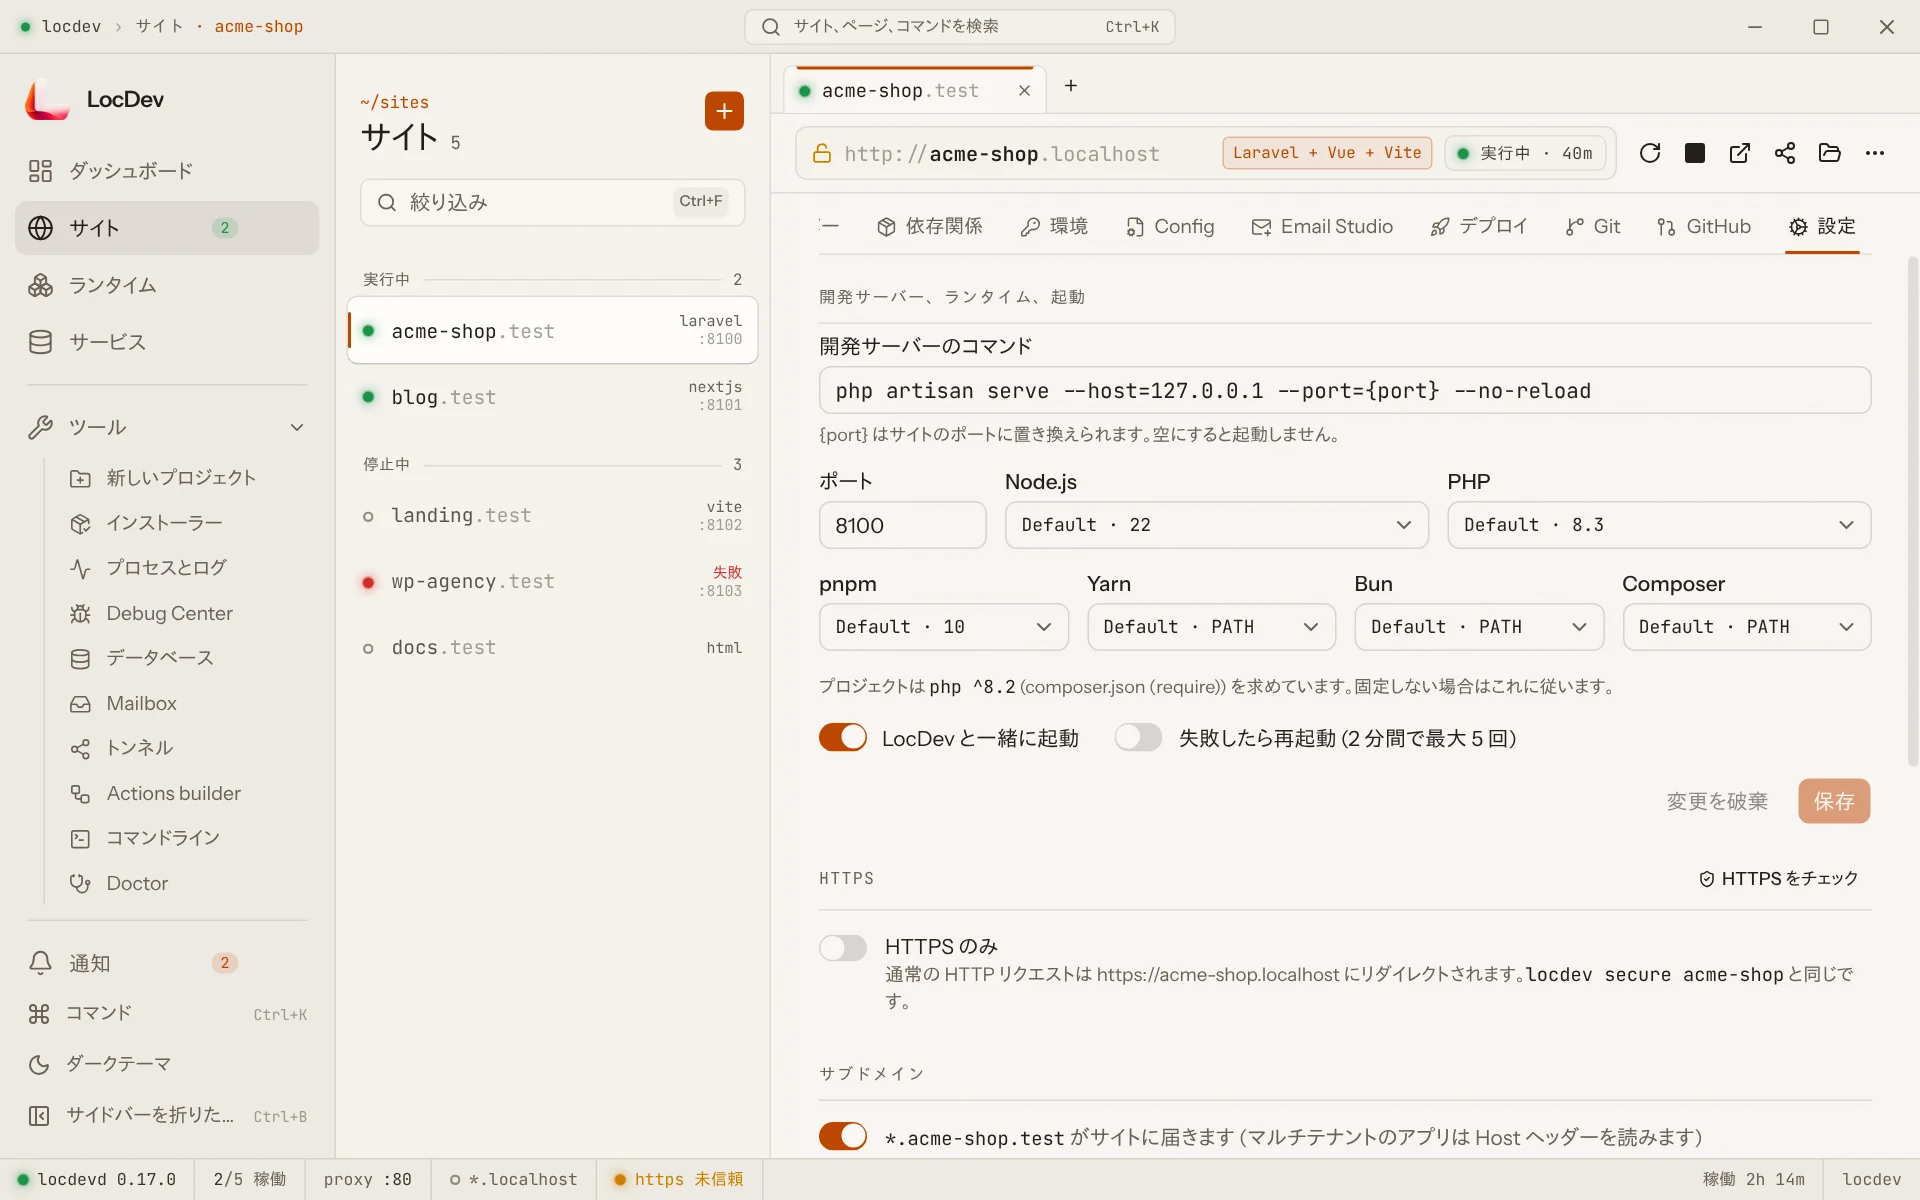 locdev › サイト · acme-shop
サイト、ページ、コマンドを検索 Ctrl+K
LocDev
ダッシュボード
サイト 2
ランタイム
サービス
ツール
新しいプロジェクト
インストーラー
プロセスとログ
Debug Center
データベース
Mailbox
トンネル
Actions builder
コマンドライン
Doctor
通知 2
コマンド Ctrl+K
ダークテーマ
サイドバーを折りた... Ctrl+B
~/sites
サイト 5
絞り込み Ctrl+F
実行中 2
acme-shop.test laravel :8100
blog.test nextjs :8101
停止中 3
landing.test vite :8102
wp-agency.test 失敗 :8103
docs.test html
acme-shop.test
http://acme-shop.localhost Laravel + Vue + Vite 実行中 · 40m
依存関係 環境 Config Email Studio デプロイ Git GitHub 設定
開発サーバー、ランタイム、起動
開発サーバーのコマンド
php artisan serve --host=127.0.0.1 --port={port} --no-reload
{port} はサイトのポートに置き換えられます。空にすると起動しません。
ポート Node.js PHP
8100 Default · 22 Default · 8.3
pnpm Yarn Bun Composer
Default · 10 Default · PATH Default · PATH Default · PATH
プロジェクトは php ^8.2 (composer.json (require)) を求めています。固定しない場合はこれに従います。
LocDev と一緒に起動 失敗したら再起動 (2 分間で最大 5 回)
変更を破棄 保存
HTTPS HTTPS をチェック
HTTPS のみ
通常の HTTP リクエストは https://acme-shop.localhost にリダイレクトされます。locdev secure acme-shop と同じで
す。
サブドメイン
*.acme-shop.test がサイトに届きます (マルチテナントのアプリは Host ヘッダーを読みます)
locdevd 0.17.0 2/5 稼働 proxy :80 *.localhost https 未信頼 稼働 2h 14m locdev